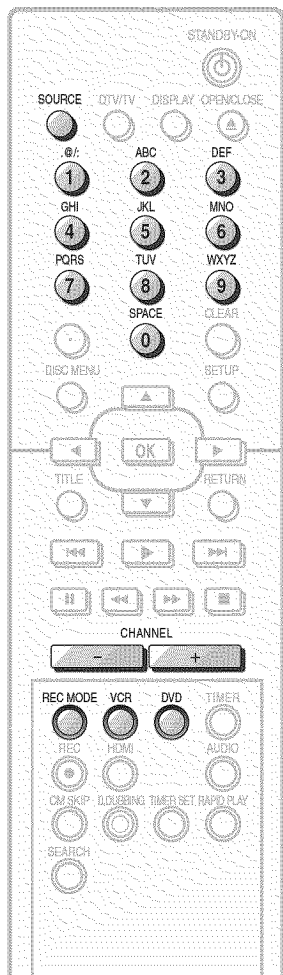 STANDBY-ON
SOURCE DTV/TV DISPLAY OPEN/CLOSE
.@/: ABC DEF
1 2 3
GHI JKL MNO
4 5 6
PQRS TUV WXYZ
7 8 9
SPACE CLEAR
0
DISC MENU SETUP
OK
TITLE RETURN
CHANNEL
- +
REC MODE VCR DVD TIMER
REC HDMI AUDIO
CM SKIP D.DUBBING TIMER SET RAPID PLAY
SEARCH